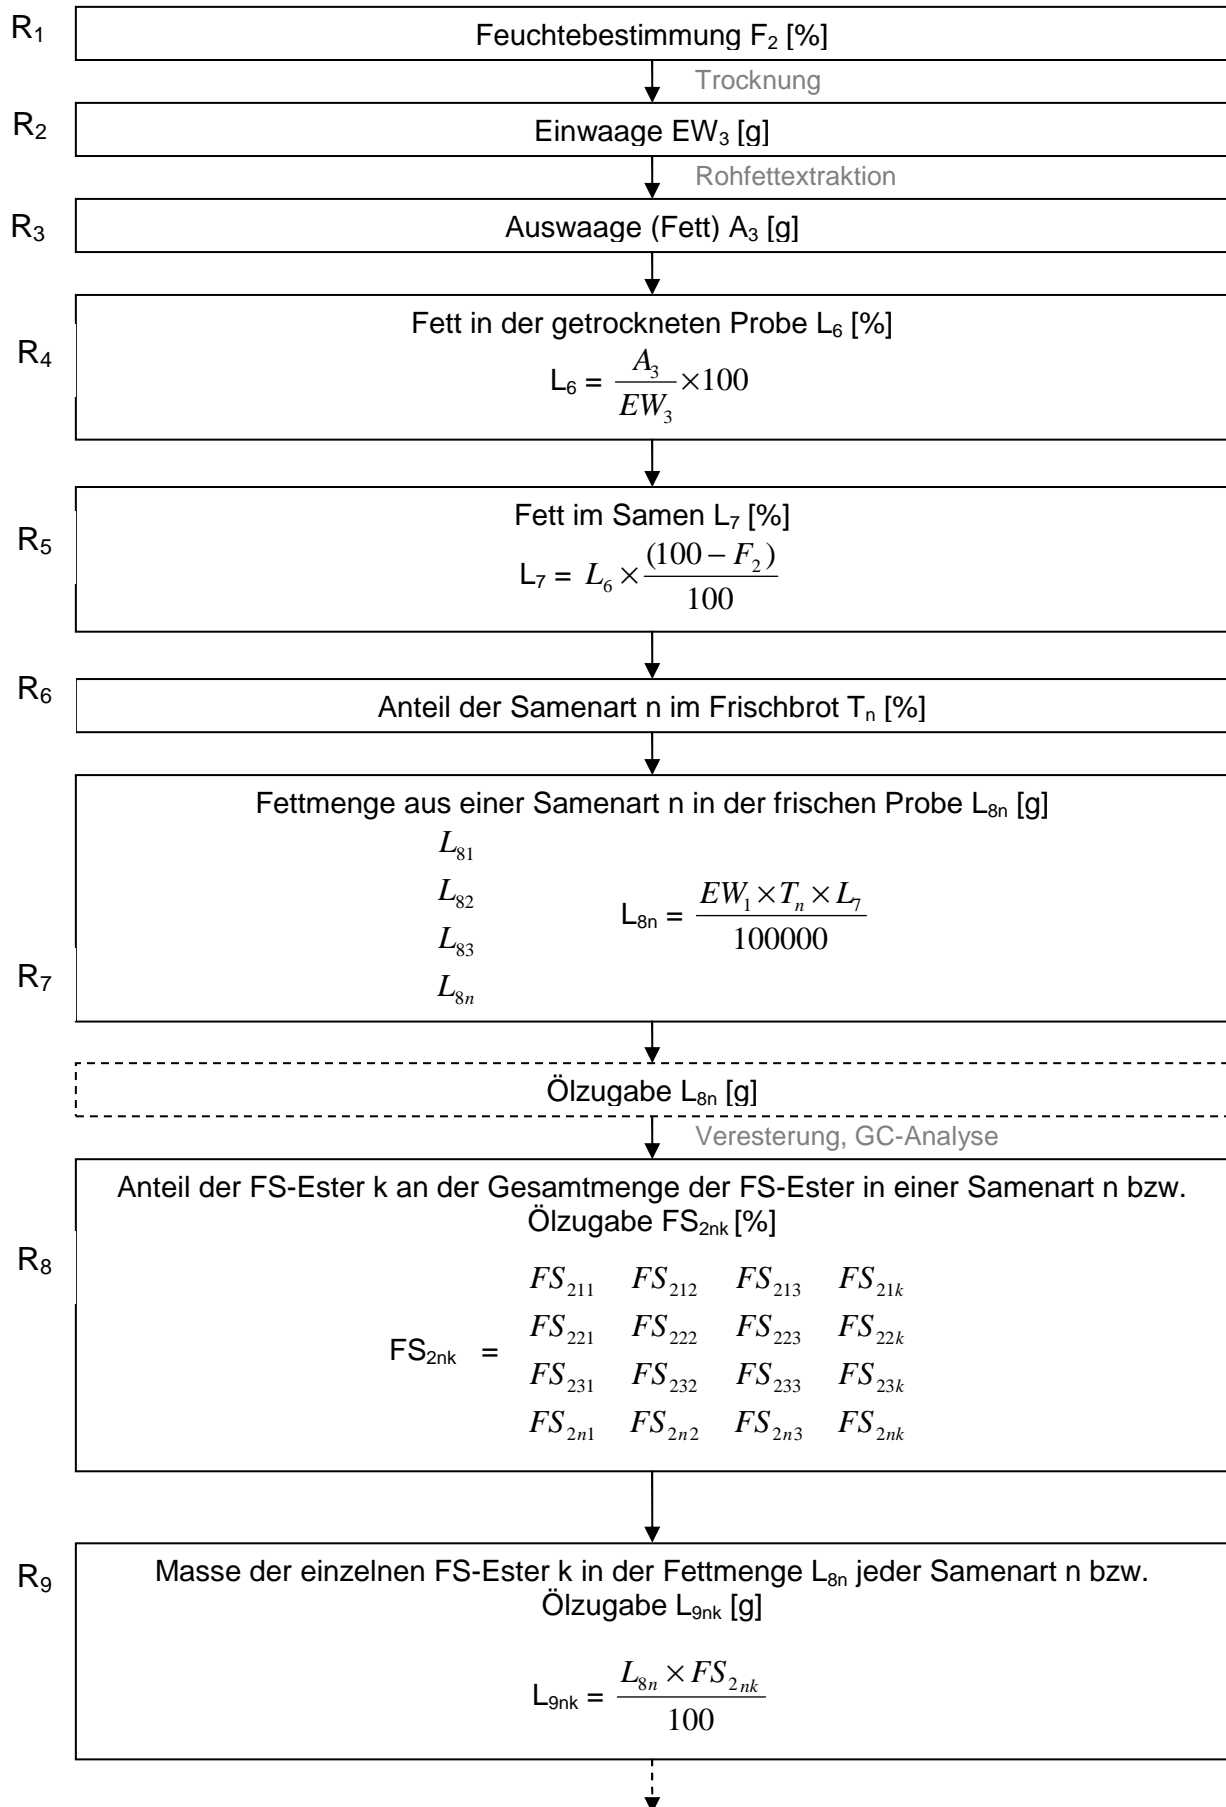 R₁
Feuchtebestimmung F₂ [%]
Trocknung
R₂
Einwaage EW₃ [g]
Rohfettextraktion
R₃
Auswaage (Fett) A₃ [g]
R₄
Fett in der getrockneten Probe L₆ [%]
L₆ = A₃ / EW₃ × 100
R₅
Fett im Samen L₇ [%]
L₇ = L₆ × (100 − F₂) / 100
R₆
Anteil der Samenart n im Frischbrot Tₙ [%]
R₇
Fettmenge aus einer Samenart n in der frischen Probe L₈ₙ [g]
L₈₁
L₈₂
L₈₃
L₈ₙ
L₈ₙ = EW₁ × Tₙ × L₇ / 100000
Ölzugabe L₈ₙ [g]
Veresterung, GC-Analyse
R₈
Anteil der FS-Ester k an der Gesamtmenge der FS-Ester in einer Samenart n bzw.
Ölzugabe FS₂ₙₖ [%]
FS₂ₙₖ =
FS₂₁₁ FS₂₁₂ FS₂₁₃ FS₂₁ₖ
FS₂₂₁ FS₂₂₂ FS₂₂₃ FS₂₂ₖ
FS₂₃₁ FS₂₃₂ FS₂₃₃ FS₂₃ₖ
FS₂ₙ₁ FS₂ₙ₂ FS₂ₙ₃ FS₂ₙₖ
R₉
Masse der einzelnen FS-Ester k in der Fettmenge L₈ₙ jeder Samenart n bzw.
Ölzugabe L₉ₙₖ [g]
L₉ₙₖ = L₈ₙ × FS₂ₙₖ / 100